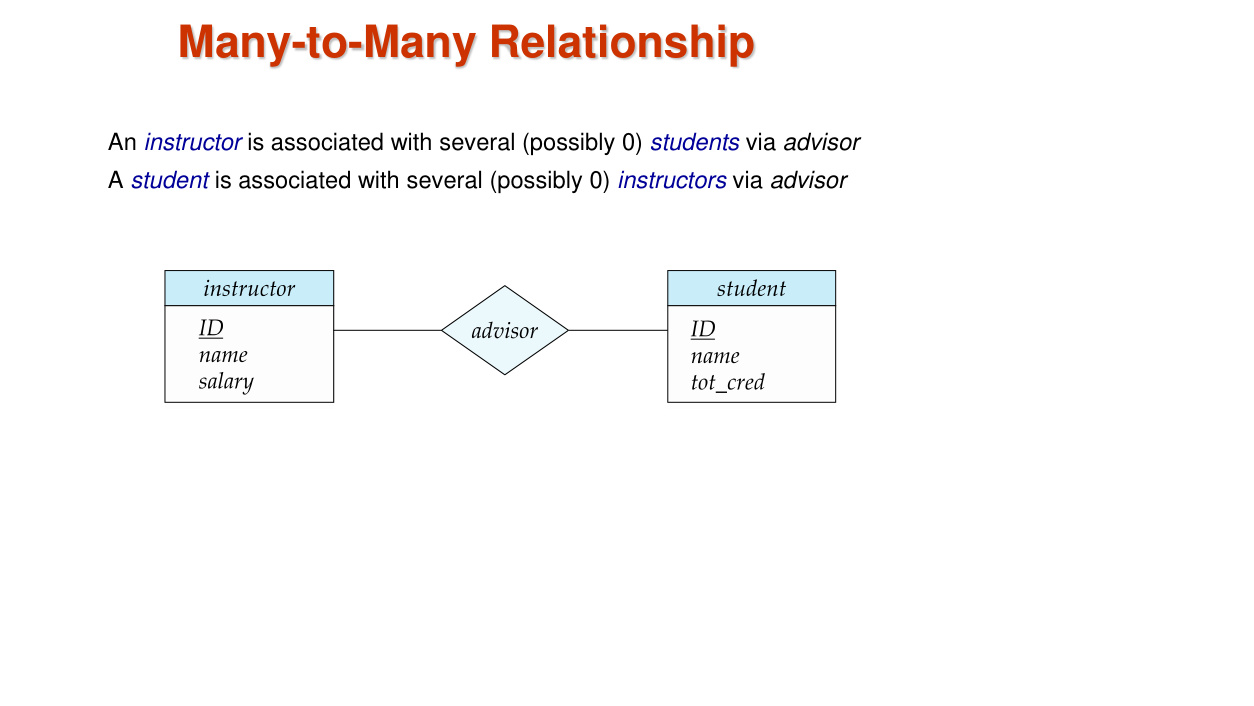 Many-to-Many Relationship
An instructor is associated with several (possibly 0) students via advisor
A student is associated with several (possibly 0) instructors via advisor
instructor
ID
name
salary
advisor
student
ID
name
tot_cred